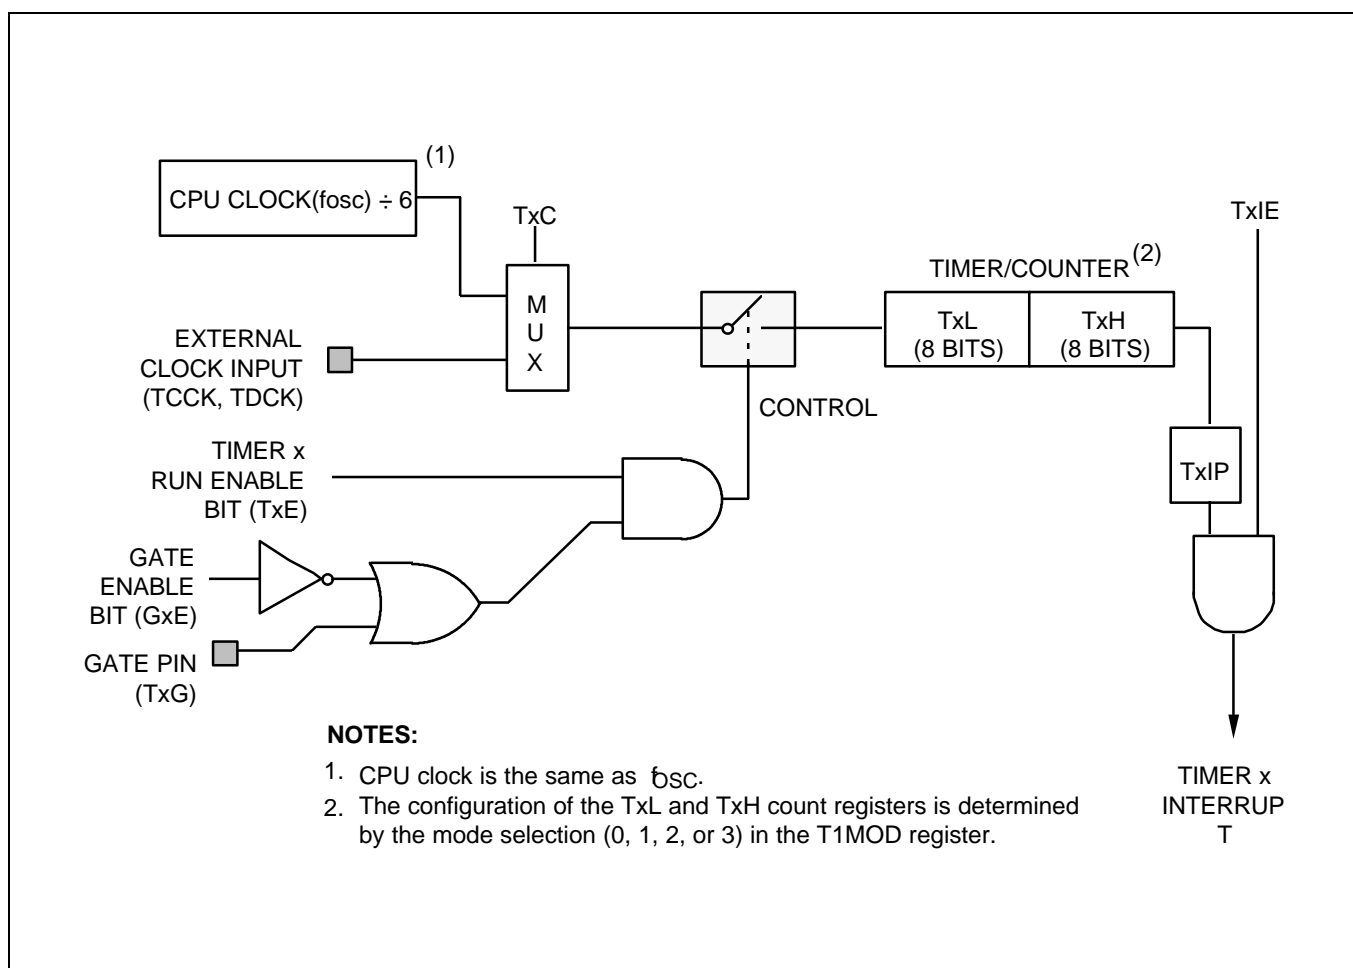 (1)
CPU CLOCK(fosc) ÷ 6
TxC
TxIE
TIMER/COUNTER (2)
M
U
X
TxL
(8 BITS)
TxH
(8 BITS)
EXTERNAL
CLOCK INPUT
(TCCK, TDCK)
CONTROL
TIMER x
RUN ENABLE
BIT (TxE)
TxIP
GATE
ENABLE
BIT (GxE)
GATE PIN
(TxG)
NOTES:
1. CPU clock is the same as fOSC.
2. The configuration of the TxL and TxH count registers is determined
by the mode selection (0, 1, 2, or 3) in the T1MOD register.
TIMER x
INTERRUP
T